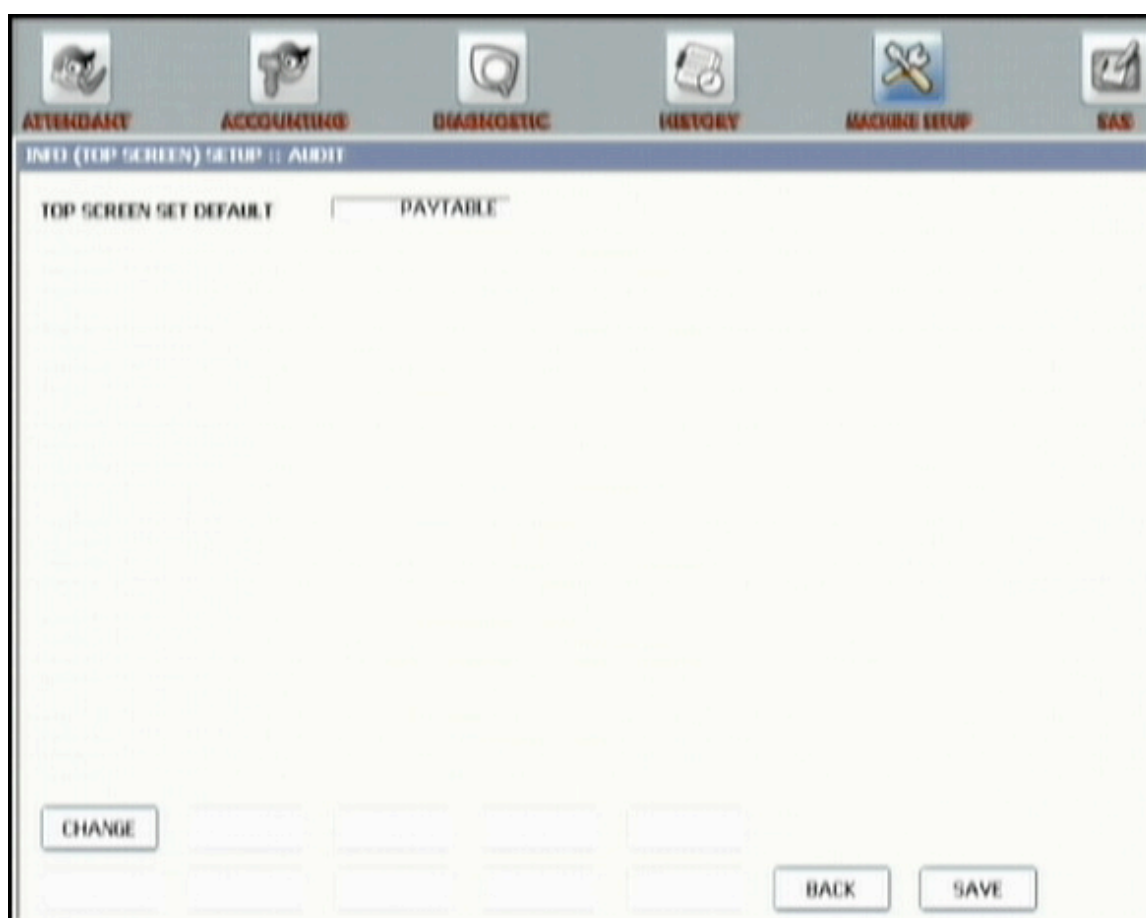 ATTENDANT ACCOUNTING DIAGNOSTIC HISTORY MACHINE SETUP SAS
INFO (TOP SCREEN) SETUP :: AUDIT
TOP SCREEN SET DEFAULT PAYTABLE
CHANGE
BACK SAVE